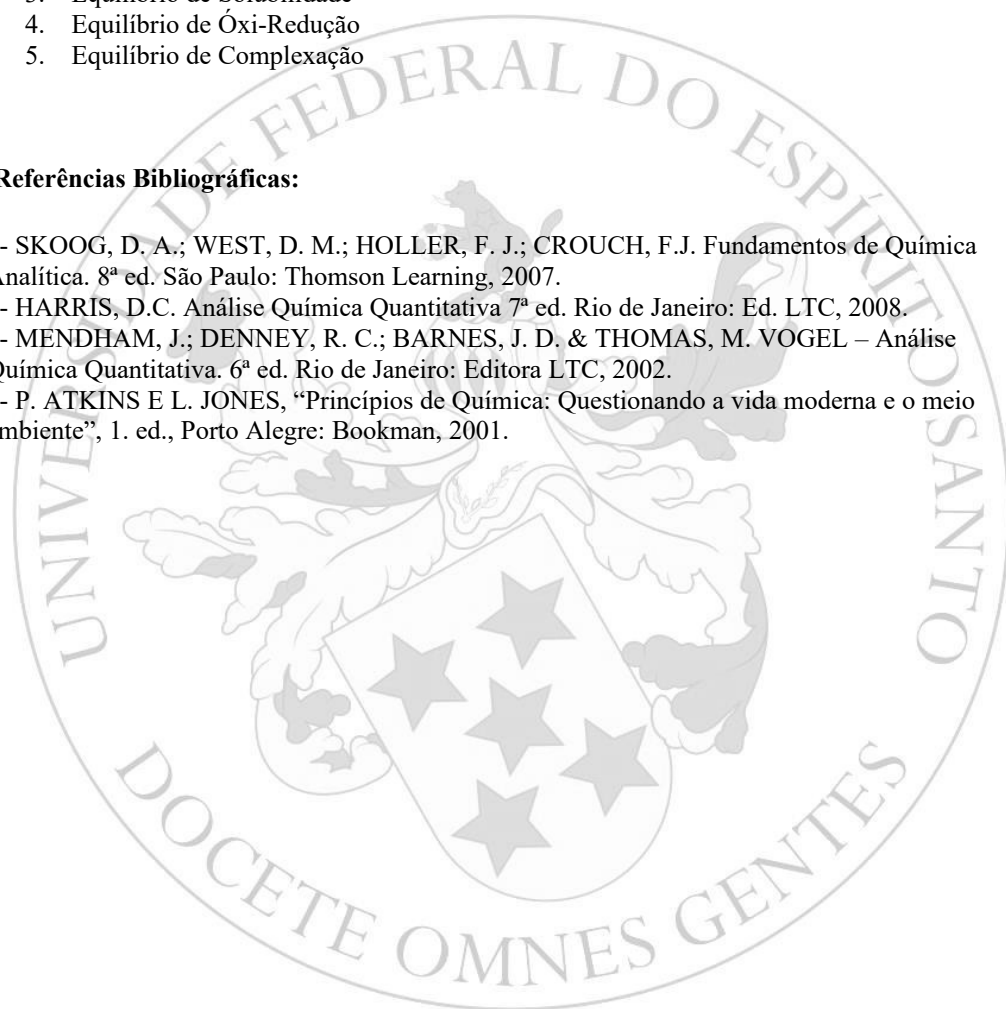 3. Equilíbrio de Solubilidade
4. Equilíbrio de Óxi-Redução
5. Equilíbrio de Complexação
Referências Bibliográficas:
- SKOOG, D. A.; WEST, D. M.; HOLLER, F. J.; CROUCH, F.J. Fundamentos de Química
Analítica. 8ª ed. São Paulo: Thomson Learning, 2007.
- HARRIS, D.C. Análise Química Quantitativa 7ª ed. Rio de Janeiro: Ed. LTC, 2008.
- MENDHAM, J.; DENNEY, R. C.; BARNES, J. D. & THOMAS, M. VOGEL – Análise
Química Quantitativa. 6ª ed. Rio de Janeiro: Editora LTC, 2002.
- P. ATKINS E L. JONES, “Princípios de Química: Questionando a vida moderna e o meio
mbiente”, 1. ed., Porto Alegre: Bookman, 2001.
UNIVERSIDADE FEDERAL DO ESPÍRITO SANTO
DOCETE OMNES GENTES